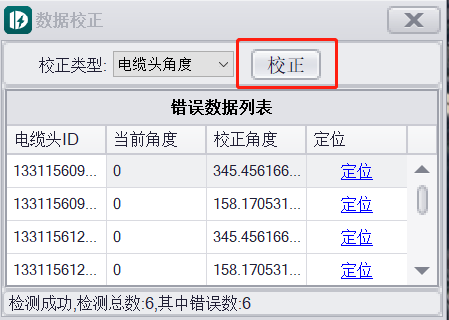 数据校正
校正类型: 电缆头角度 校正
错误数据列表
电缆头ID 当前角度 校正角度 定位
133115609... 0 345.456166... 定位
133115609... 0 158.170531... 定位
133115612... 0 345.456166... 定位
133115612... 0 158.170531... 定位
检测成功,检测总数:6,其中错误数:6